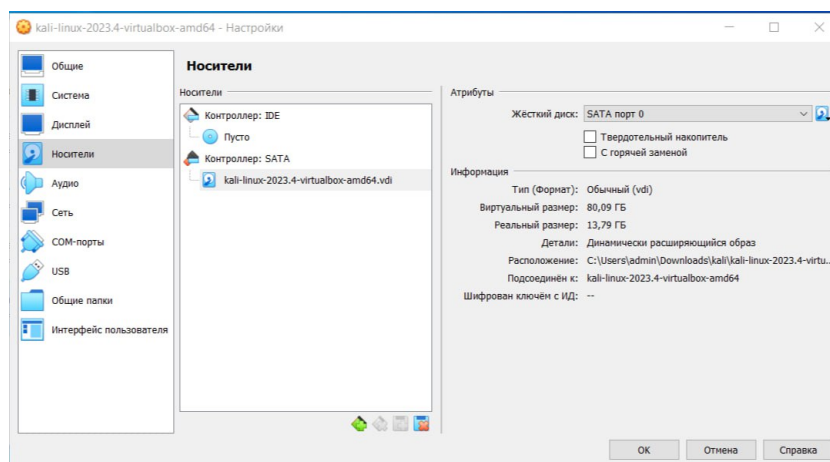 kali-linux-2023.4-virtualbox-amd64 - Настройки
Общие
Система
Дисплей
Носители
Аудио
Сеть
COM-порты
USB
Общие папки
Интерфейс пользователя
Носители
Носители
Контроллер: IDE
Пусто
Контроллер: SATA
kali-linux-2023.4-virtualbox-amd64.vdi
Атрибуты
Жёсткий диск: SATA порт 0
Твердотельный накопитель
С горячей заменой
Информация
Тип (Формат): Обычный (vdi)
Виртуальный размер: 80,09 ГБ
Реальный размер: 13,79 ГБ
Детали: Динамически расширяющийся образ
Расположение: C:\Users\admin\Downloads\kali\kali-linux-2023.4-virtu...
Подсоединён к: kali-linux-2023.4-virtualbox-amd64
Шифрован ключём с ИД: --
ОК
Отмена
Справка